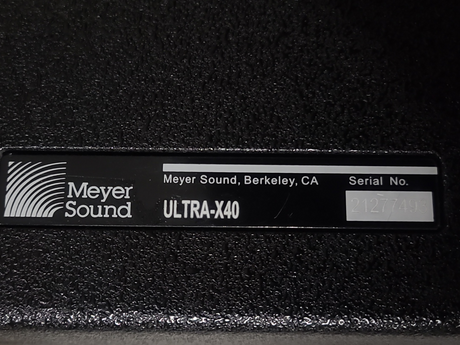 Meyer Sound
Meyer Sound, Berkeley, CA
ULTRA-X40
Serial No.